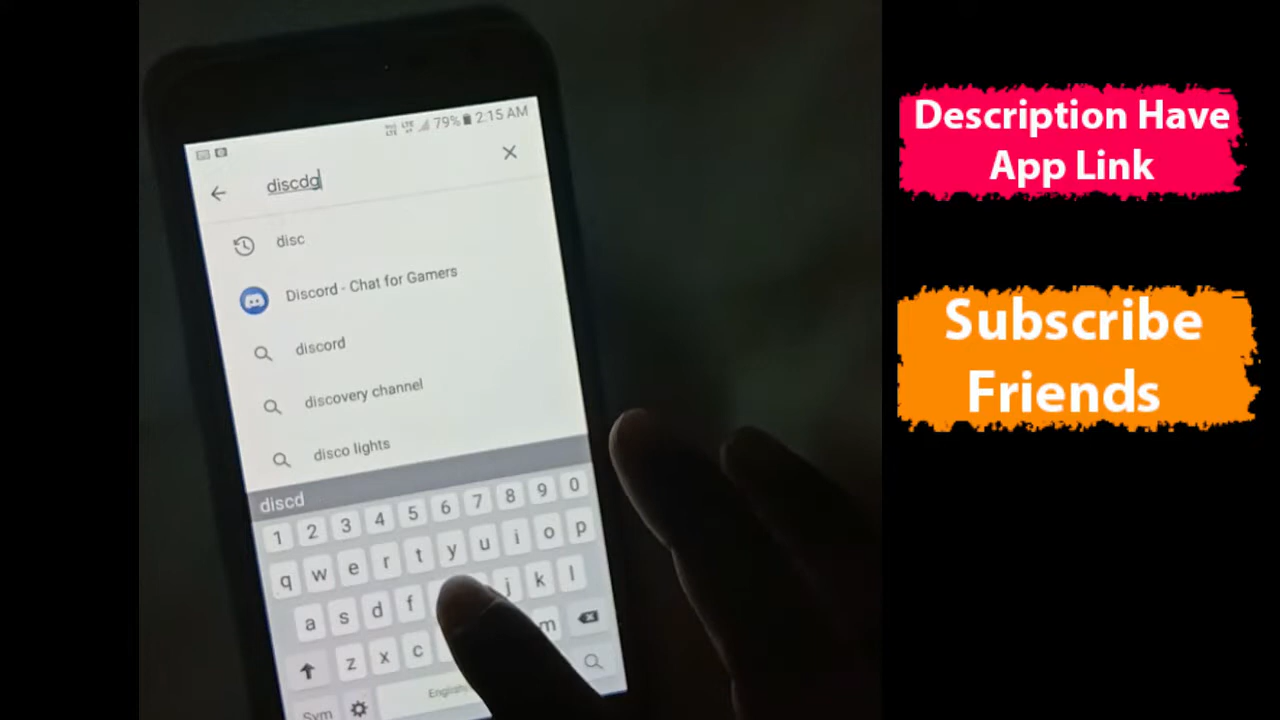 79% 2:15 AM
discdg
disc
Discord - Chat for Gamers
discord
discovery channel
disco lights
discd
1 2 3 4 5 6 7 8 9 0
q w e r t y u i o p
a s d f j k l
z x c m
Sym English
Description Have
App Link
Subscribe
Friends